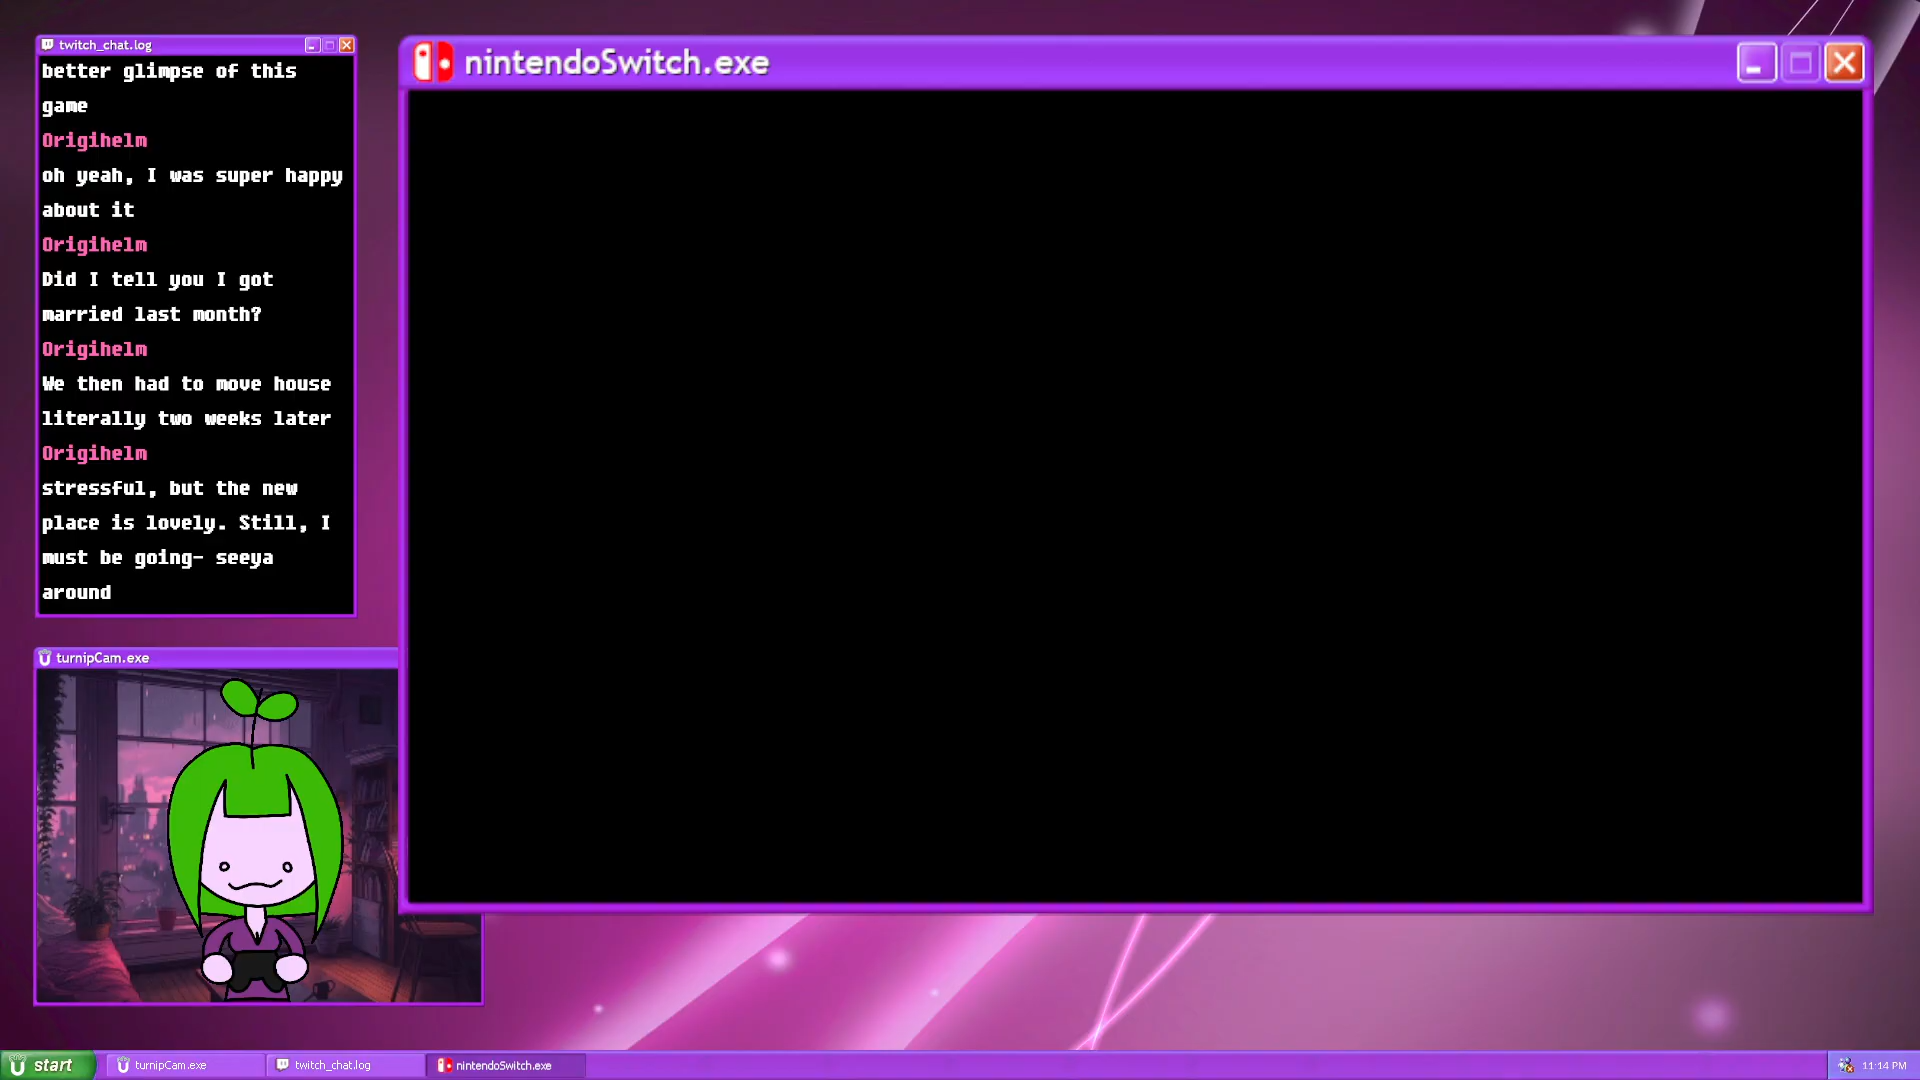 twitch_chat.log
better glimpse of this
game
Origihelm
oh yeah, I was super happy
about it
Origihelm
Did I tell you I got
married last month?
Origihelm
We then had to move house
literally two weeks later
Origihelm
stressful, but the new
place is lovely. Still, I
must be going- seeya
around
nintendoSwitch.exe
turnipCam.exe
start
turnipCam.exe
twitch_chat.log
nintendoSwitch.exe
11:14 PM